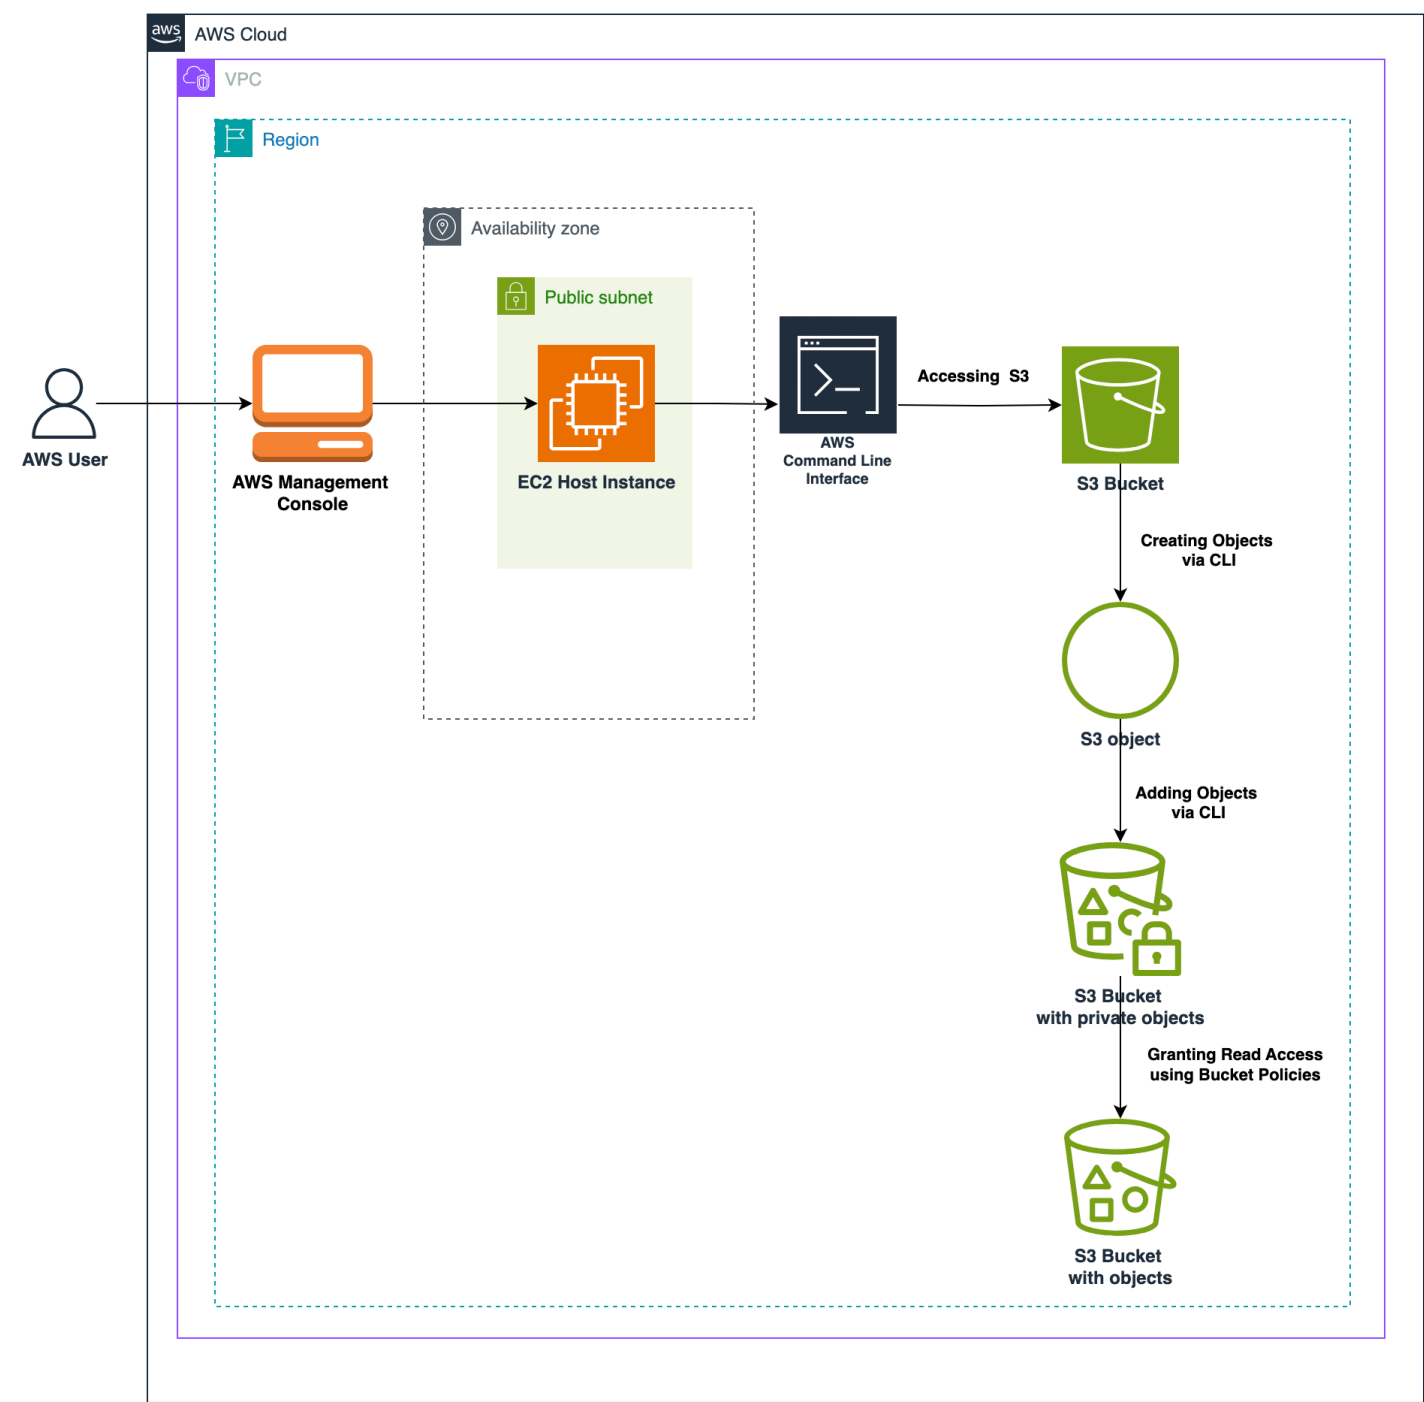 aws
AWS Cloud
VPC
Region
Availability zone
Public subnet
AWS User
AWS Management
Console
EC2 Host Instance
AWS
Command Line
Interface
Accessing S3
S3 Bucket
Creating Objects
via CLI
S3 object
Adding Objects
via CLI
S3 Bucket
with private objects
Granting Read Access
using Bucket Policies
S3 Bucket
with objects